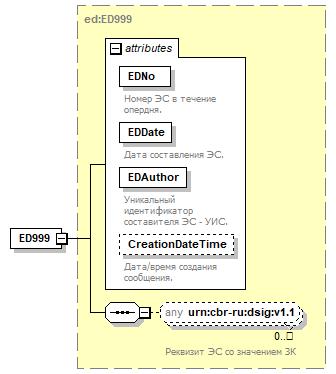 ed:ED999
attributes
EDNo
Номер ЭС в течение
опердня.
EDDate
Дата составления ЭС.
EDAuthor
Уникальный
идентификатор
составителя ЭС - УИС.
ED999
CreationDateTime
Дата/время создания
сообщения.
any urn:cbr-ru:dsig:v1.1
0..□
Реквизит ЭС со значением ЗК